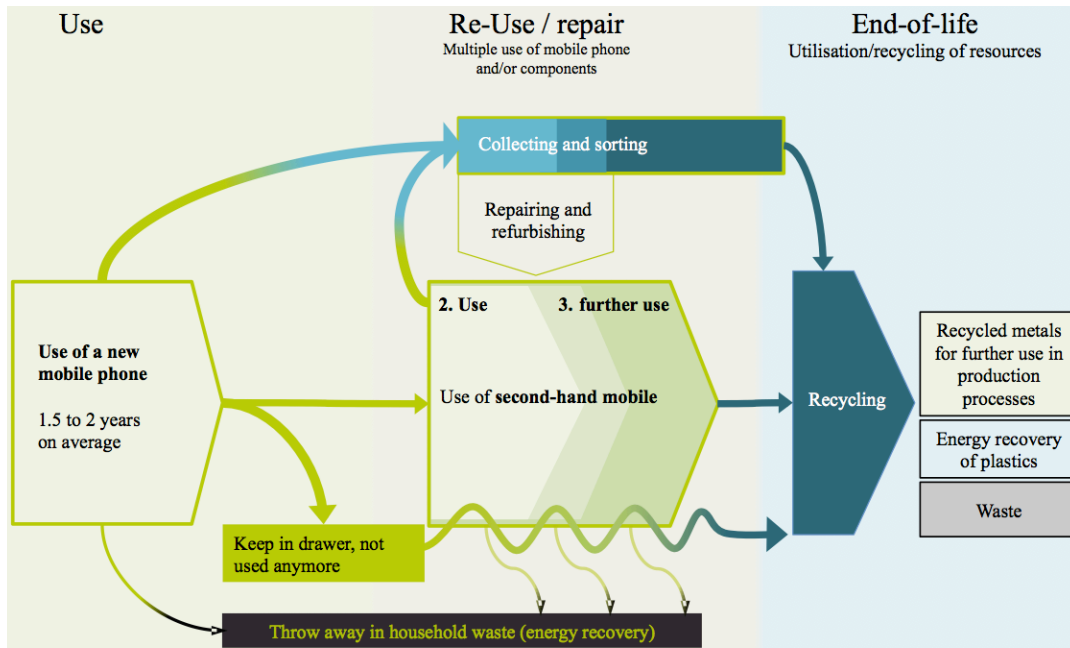 Use
Re-Use / repair
Multiple use of mobile phone
and/or components
End-of-life
Utilisation/recycling of resources
Collecting and sorting
Repairing and
refurbishing
Use of a new
mobile phone
1.5 to 2 years
on average
2. Use
3. further use
Use of second-hand mobile
Recycling
Recycled metals
for further use in
production
processes
Energy recovery
of plastics
Waste
Keep in drawer, not
used anymore
Throw away in household waste (energy recovery)